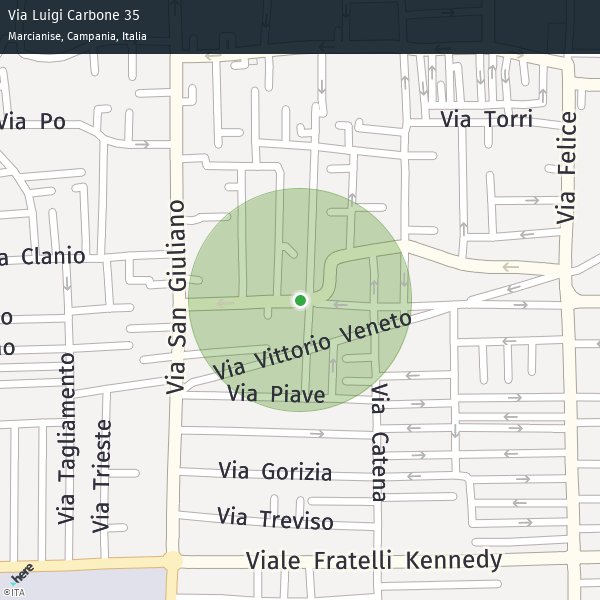 Via Luigi Carbone 35
Marcianise, Campania, Italia
Via Po
Via Torri
Via Felice
Via San Giuliano
a Clanio
o
no
Via Vittorio Veneto
Via Piave
Via Catena
Via Tagliamento
Via Trieste
Via Gorizia
Via Treviso
Viale Fratelli Kennedy
here
©ITA